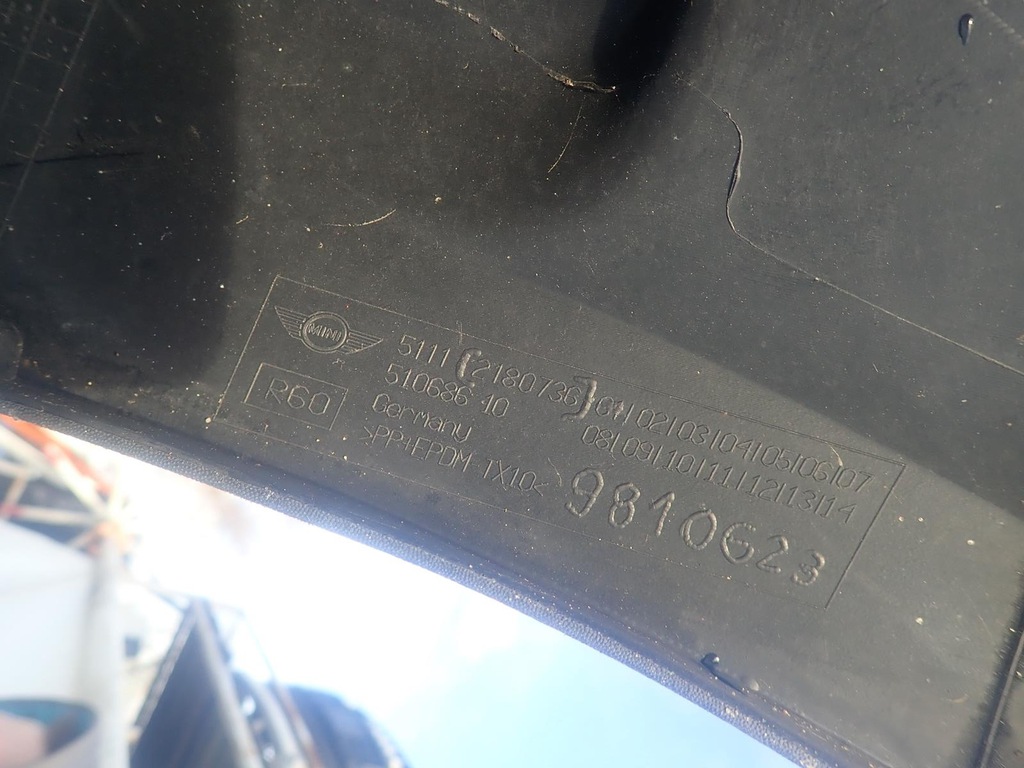 MINI
R60
5111 (2180736) 01|02|03|04|05|06|07
510686 10 08|09|10|11|12|13|14
Germany
>PP+EPDM TX10<
9810623